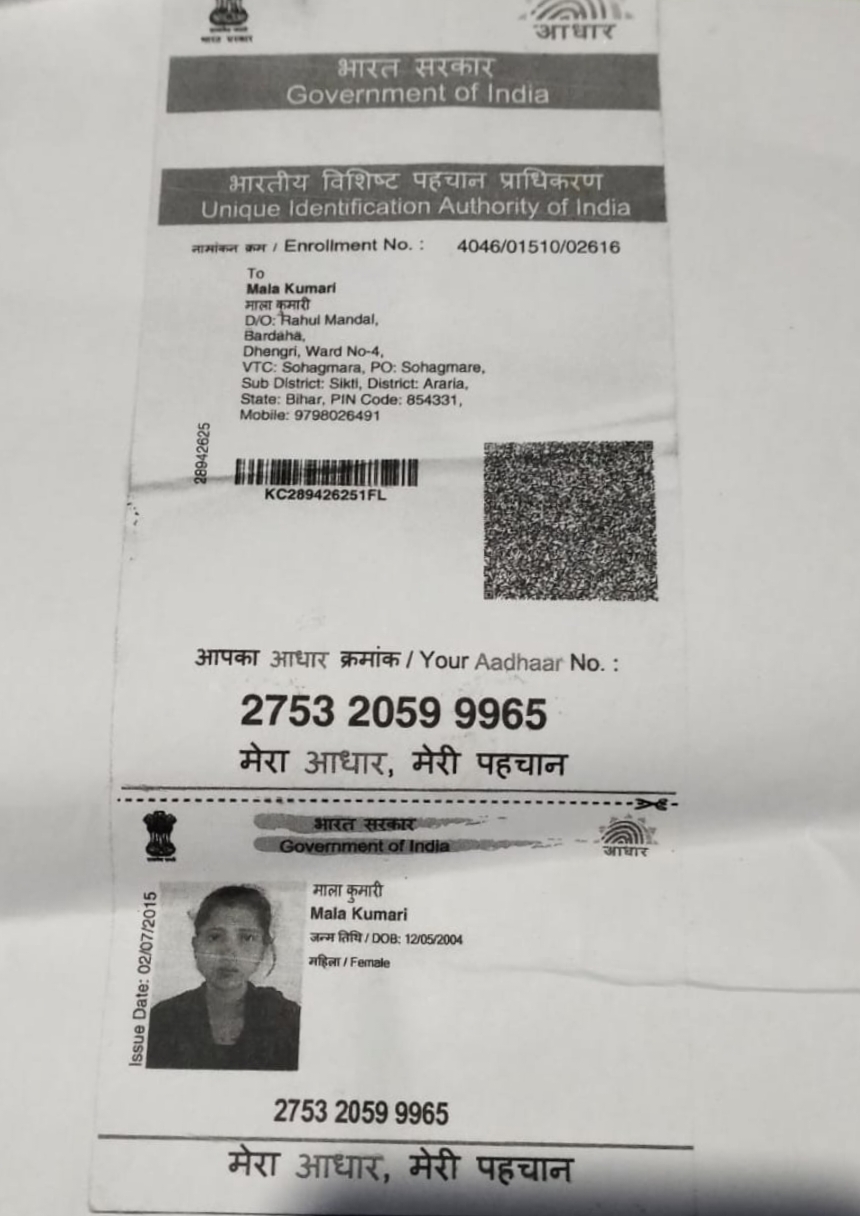 भारत सरकार
आधार
भारत सरकार
Government of India
भारतीय विशिष्ट पहचान प्राधिकरण
Unique Identification Authority of India
नामांकन क्रम / Enrollment No. : 4046/01510/02616
To
Mala Kumari
माला कुमारी
D/O: Rahul Mandal,
Bardaha,
Dhengri, Ward No-4,
VTC: Sohagmara, PO: Sohagmare,
Sub District: Sikti, District: Araria,
State: Bihar, PIN Code: 854331,
Mobile: 9798026491
28942625
KC289426251FL
आपका आधार क्रमांक / Your Aadhaar No. :
2753 2059 9965
मेरा आधार, मेरी पहचान
भारत सरकार
Government of India
आधार
Issue Date: 02/07/2015
माला कुमारी
Mala Kumari
जन्म तिथि / DOB: 12/05/2004
महिला / Female
2753 2059 9965
मेरा आधार, मेरी पहचान